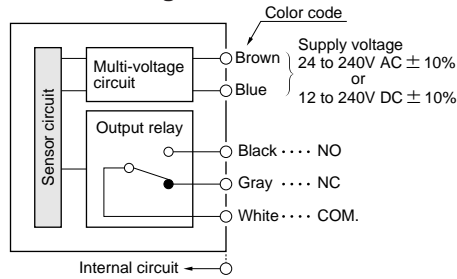 Color code
Brown
Supply voltage
24 to 240V AC ± 10%
or
12 to 240V DC ± 10%
Multi-voltage
circuit
Blue
Sensor circuit
Output relay
Black ···· NO
Gray ···· NC
White ···· COM.
Internal circuit